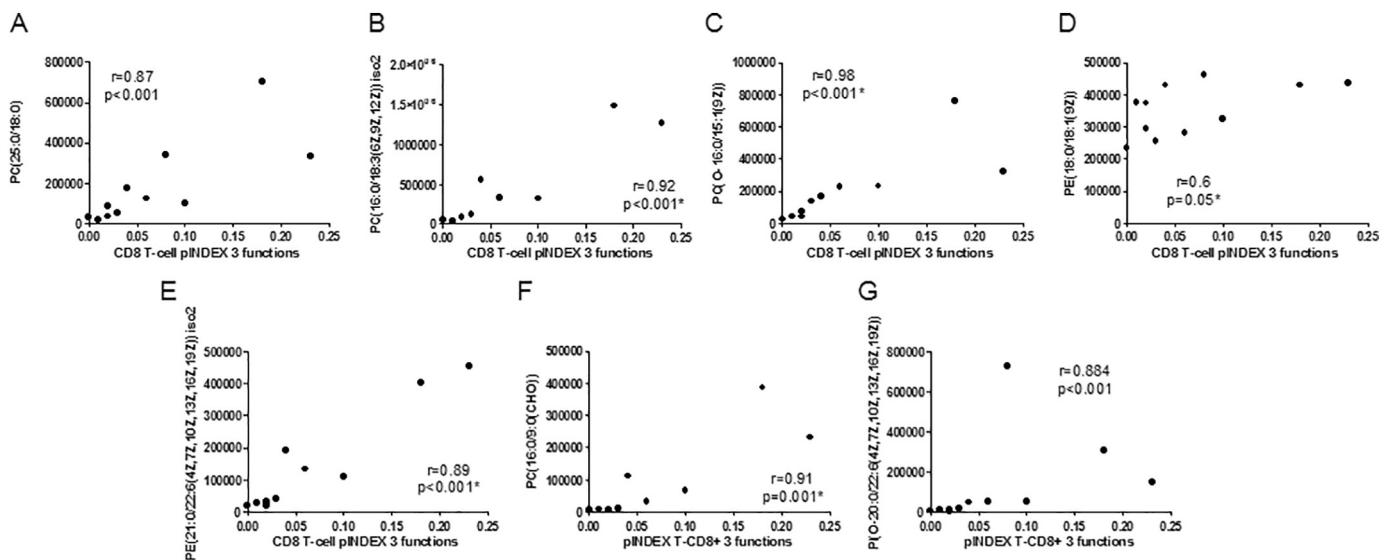 A
PC(25:0/18:0)
800000
600000
400000
200000
0
r=0.87
p<0.001
0.00 0.05 0.10 0.15 0.20 0.25
CD8 T-cell pINDEX 3 functions
B
PC(16:0/18:3(6Z,9Z,12Z)) iso2
1000000
500000
0
r=0.92
p<0.001*
0.00 0.05 0.10 0.15 0.20 0.25
CD8 T-cell pINDEX 3 functions
C
PC(O-16:0/15:1(9Z))
1000000
800000
600000
400000
200000
0
r=0.98
p<0.001*
0.00 0.05 0.10 0.15 0.20 0.25
CD8 T-cell pINDEX 3 functions
D
PE(18:0/18:1(9Z))
500000
400000
300000
200000
100000
0
r=0.6
p=0.05*
0.00 0.05 0.10 0.15 0.20 0.25
CD8 T-cell pINDEX 3 functions
E
PE(21:0/22:6(4Z,7Z,10Z,13Z,16Z,19Z)) iso2
500000
400000
300000
200000
100000
0
r=0.89
p<0.001*
0.00 0.05 0.10 0.15 0.20 0.25
CD8 T-cell pINDEX 3 functions
F
PC(16:0/9:0(CHO))
500000
400000
300000
200000
100000
0
r=0.91
p=0.001*
0.00 0.05 0.10 0.15 0.20 0.25
pINDEX T-CD8+ 3 functions
G
PI(O-20:0/22:6(4Z,7Z,10Z,13Z,16Z,19Z))
800000
600000
400000
200000
0
r=0.884
p<0.001
0.00 0.05 0.10 0.15 0.20 0.25
pINDEX T-CD8+ 3 functions